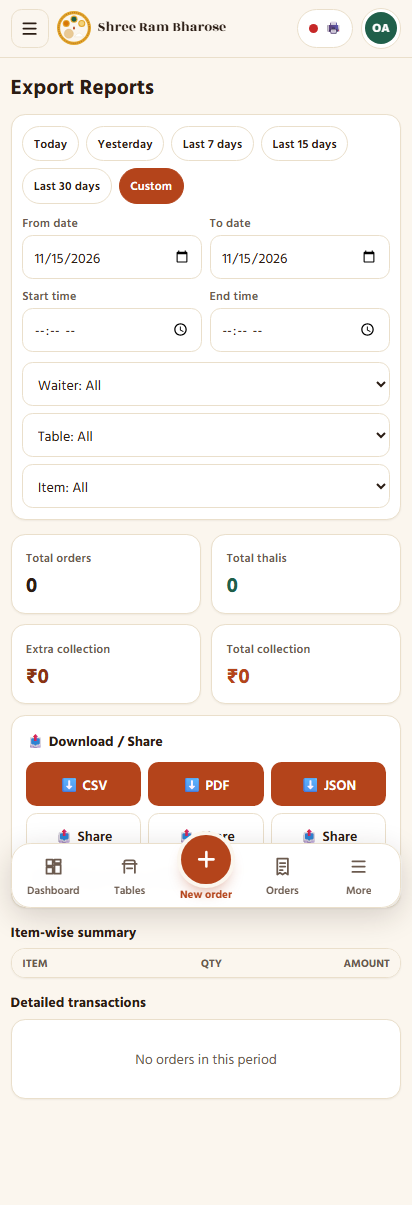 Shree Ram Bharose
OA
Export Reports
Today
Yesterday
Last 7 days
Last 15 days
Last 30 days
Custom
From date
To date
11/15/2026
11/15/2026
Start time
End time
--:-- --
--:-- --
Waiter: All
Table: All
Item: All
Total orders
Total thalis
0
0
Extra collection
Total collection
₹0
₹0
Download / Share
CSV
PDF
JSON
Share
Share
Dashboard
Tables
New order
Orders
More
Item-wise summary
ITEM QTY AMOUNT
Detailed transactions
No orders in this period